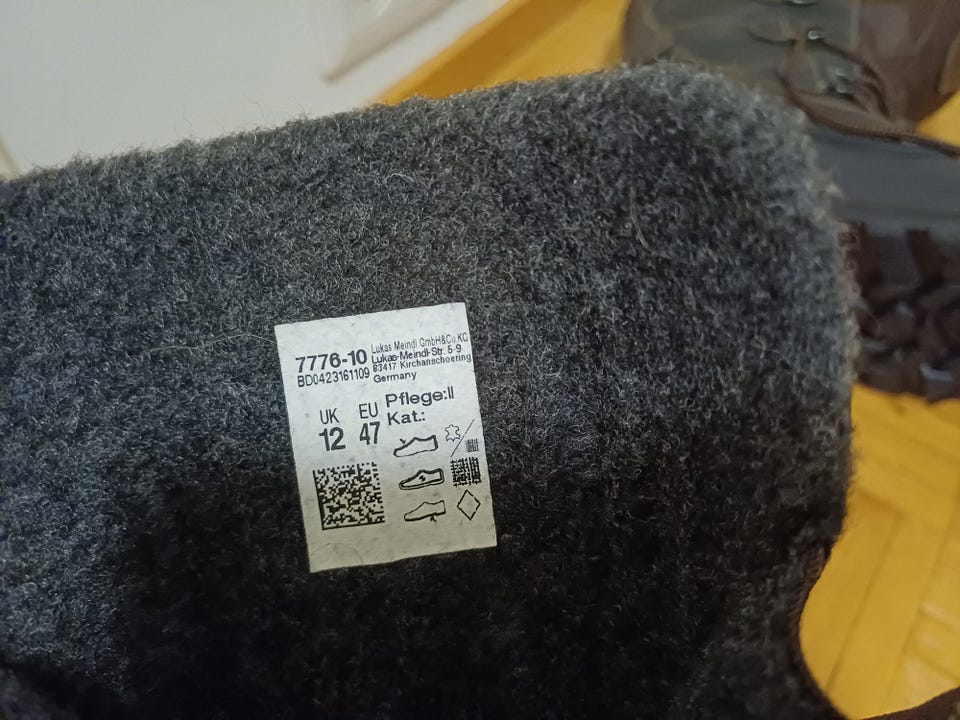 7776-10
BD0423161109
Lukas Meindl GmbH&Co.KG
Lukas-Meindl-Str. 5-9
83417 Kirchanschoering
Germany
Pflege:II
Kat.:
UK EU
12 47